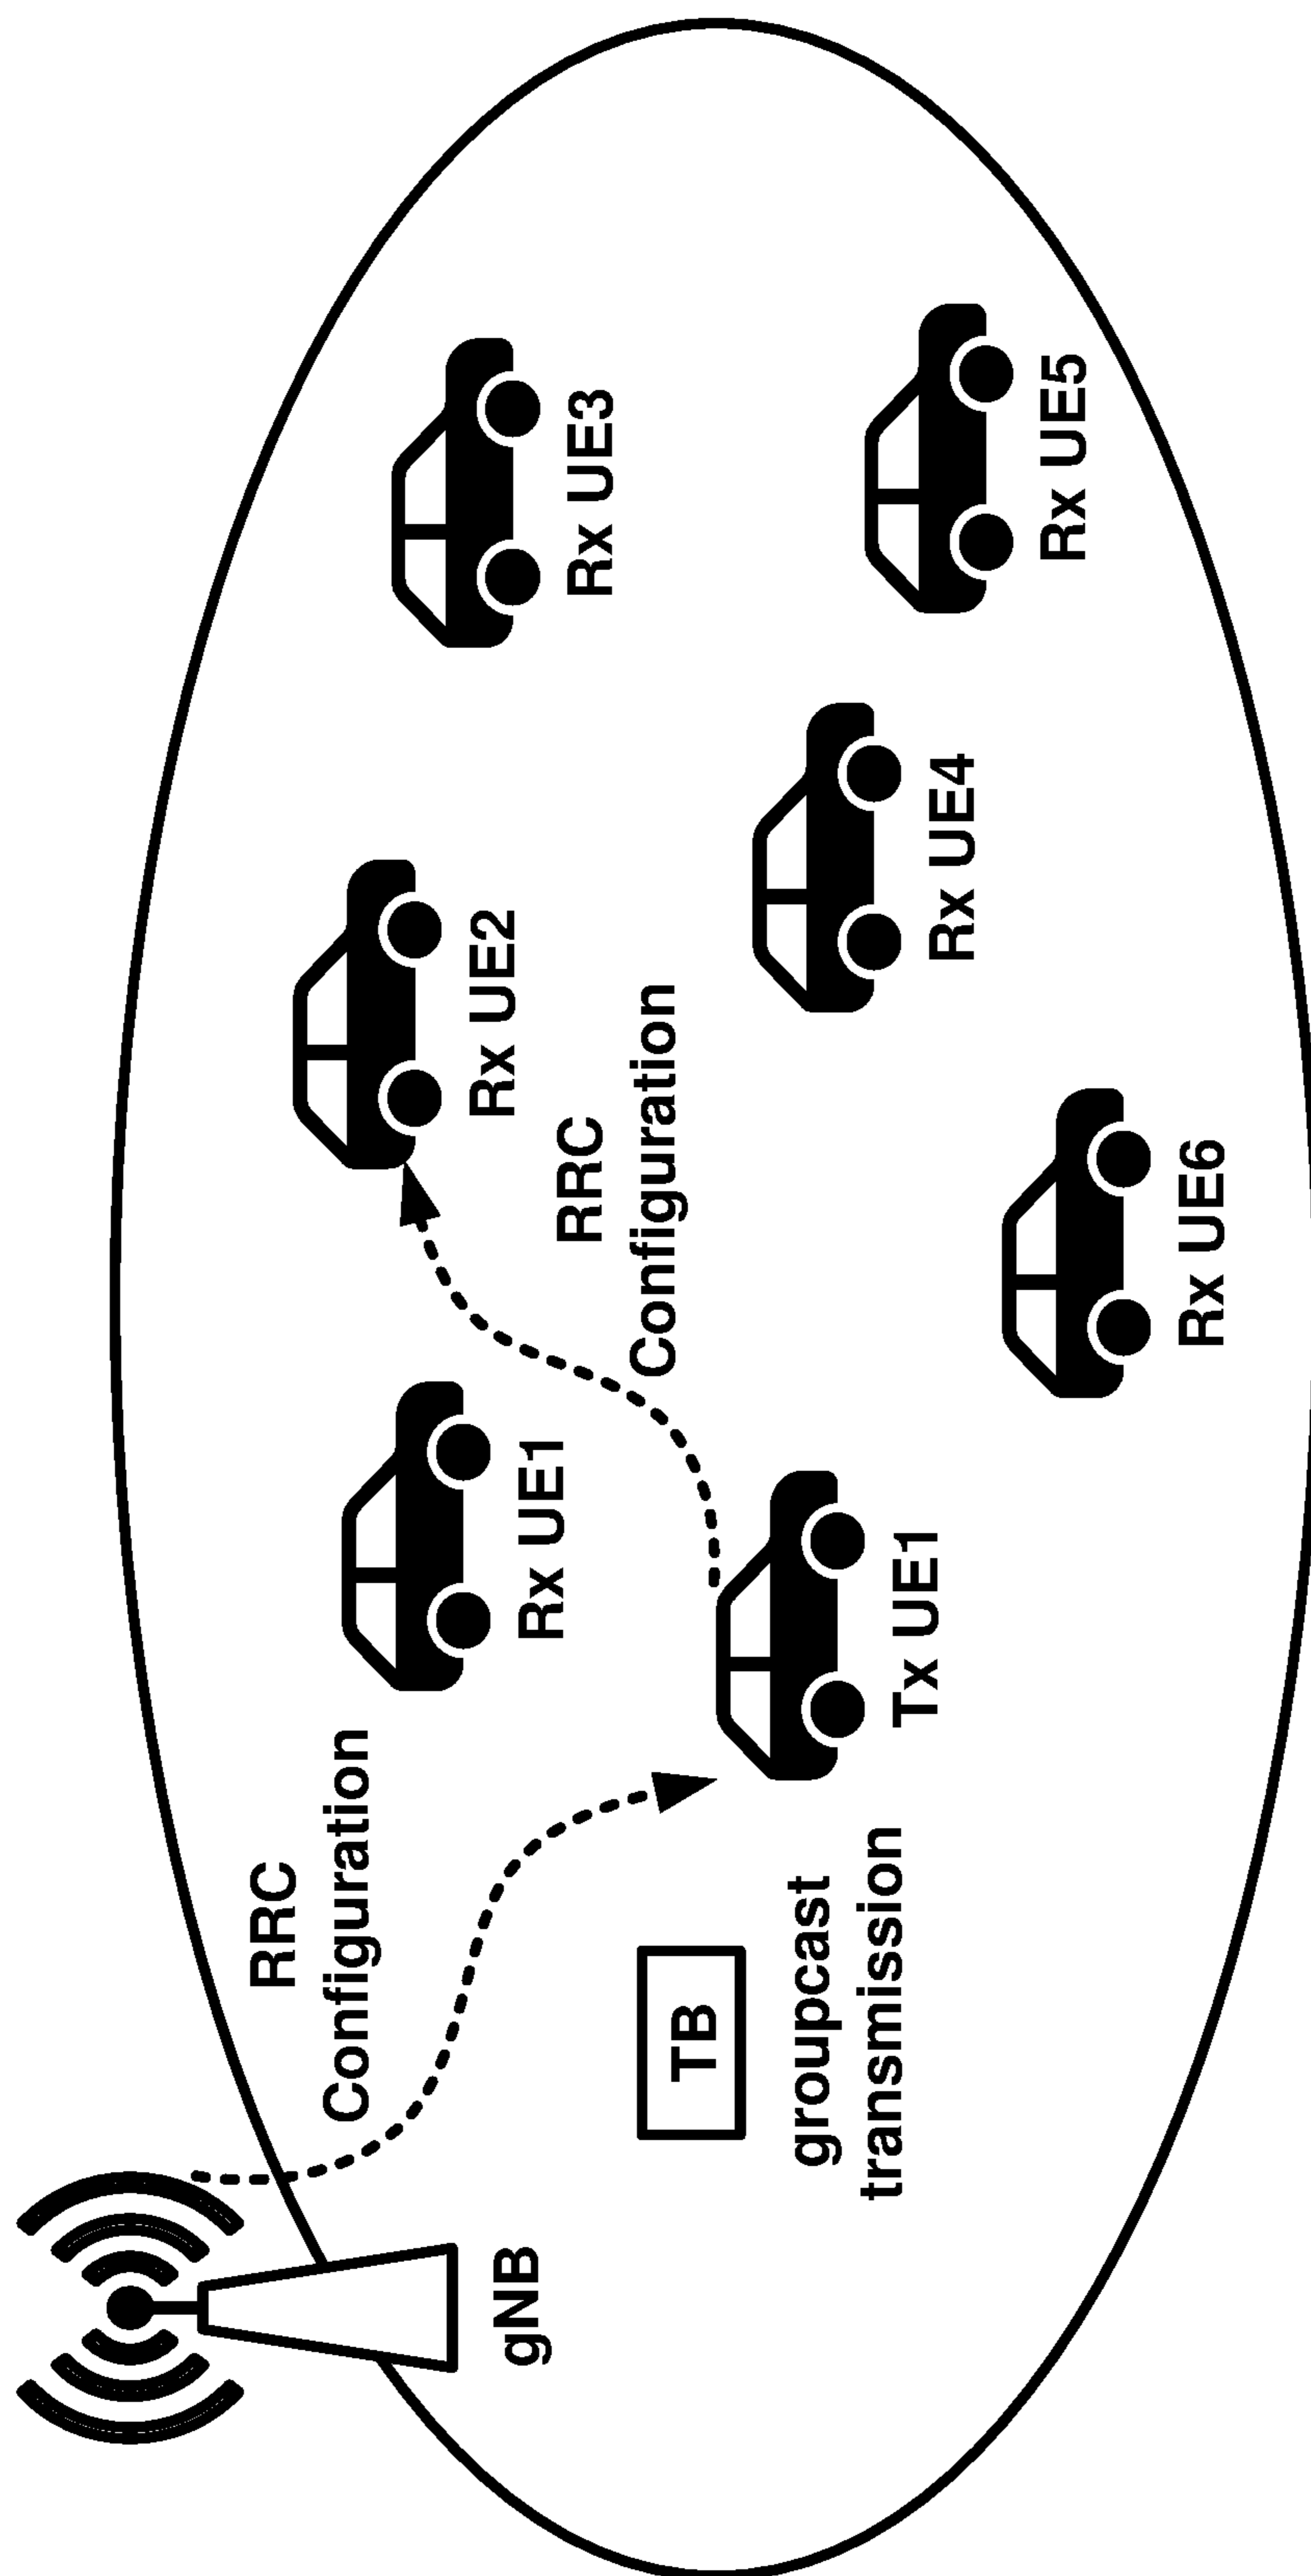 gNB
RRC
Configuration
TB
groupcast
transmission
Rx UE1
Tx UE1
Rx UE2
RRC
Configuration
Rx UE3
Rx UE4
Rx UE5
Rx UE6